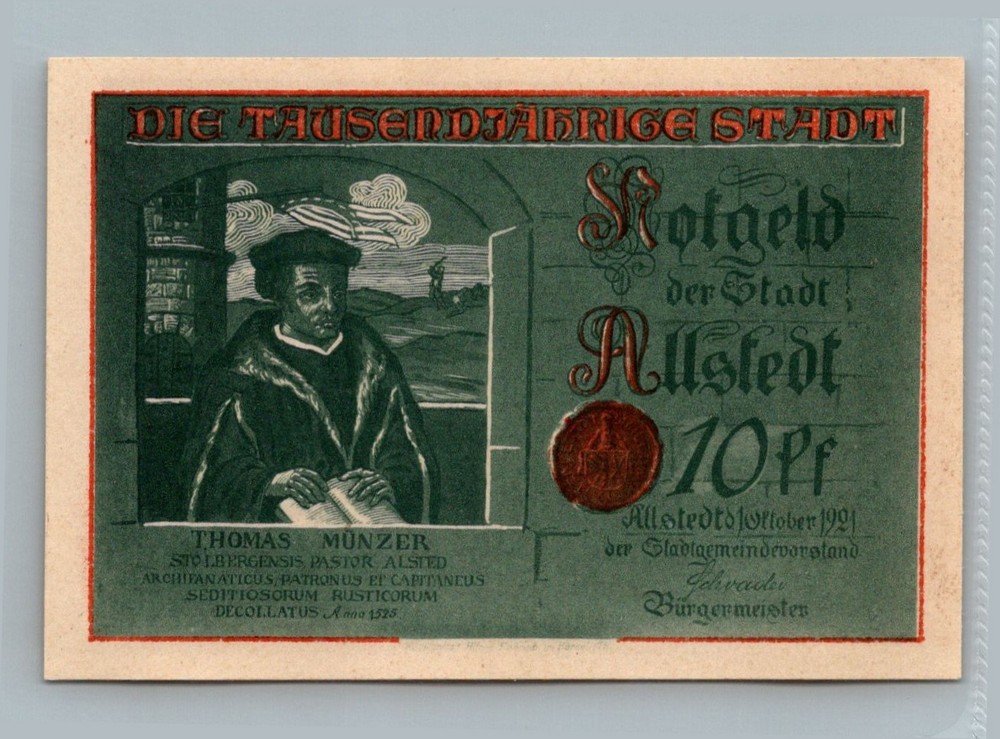 DIE TAUSENDJÄHRIGE STADT
Notgeld
der Stadt
Allstedt
10 Pf
Allstedt d 1 Oktober 1921
der Stadtgemeindevorstand
Schrader
Bürgermeister
THOMAS MÜNZER
STOLBERGENSIS, PASTOR ALSTED
ARCHIFANATICUS, PATRONUS ET CAPITANEUS
SEDITIOSORUM RUSTICORUM
DECOLLATUS Anno 1525